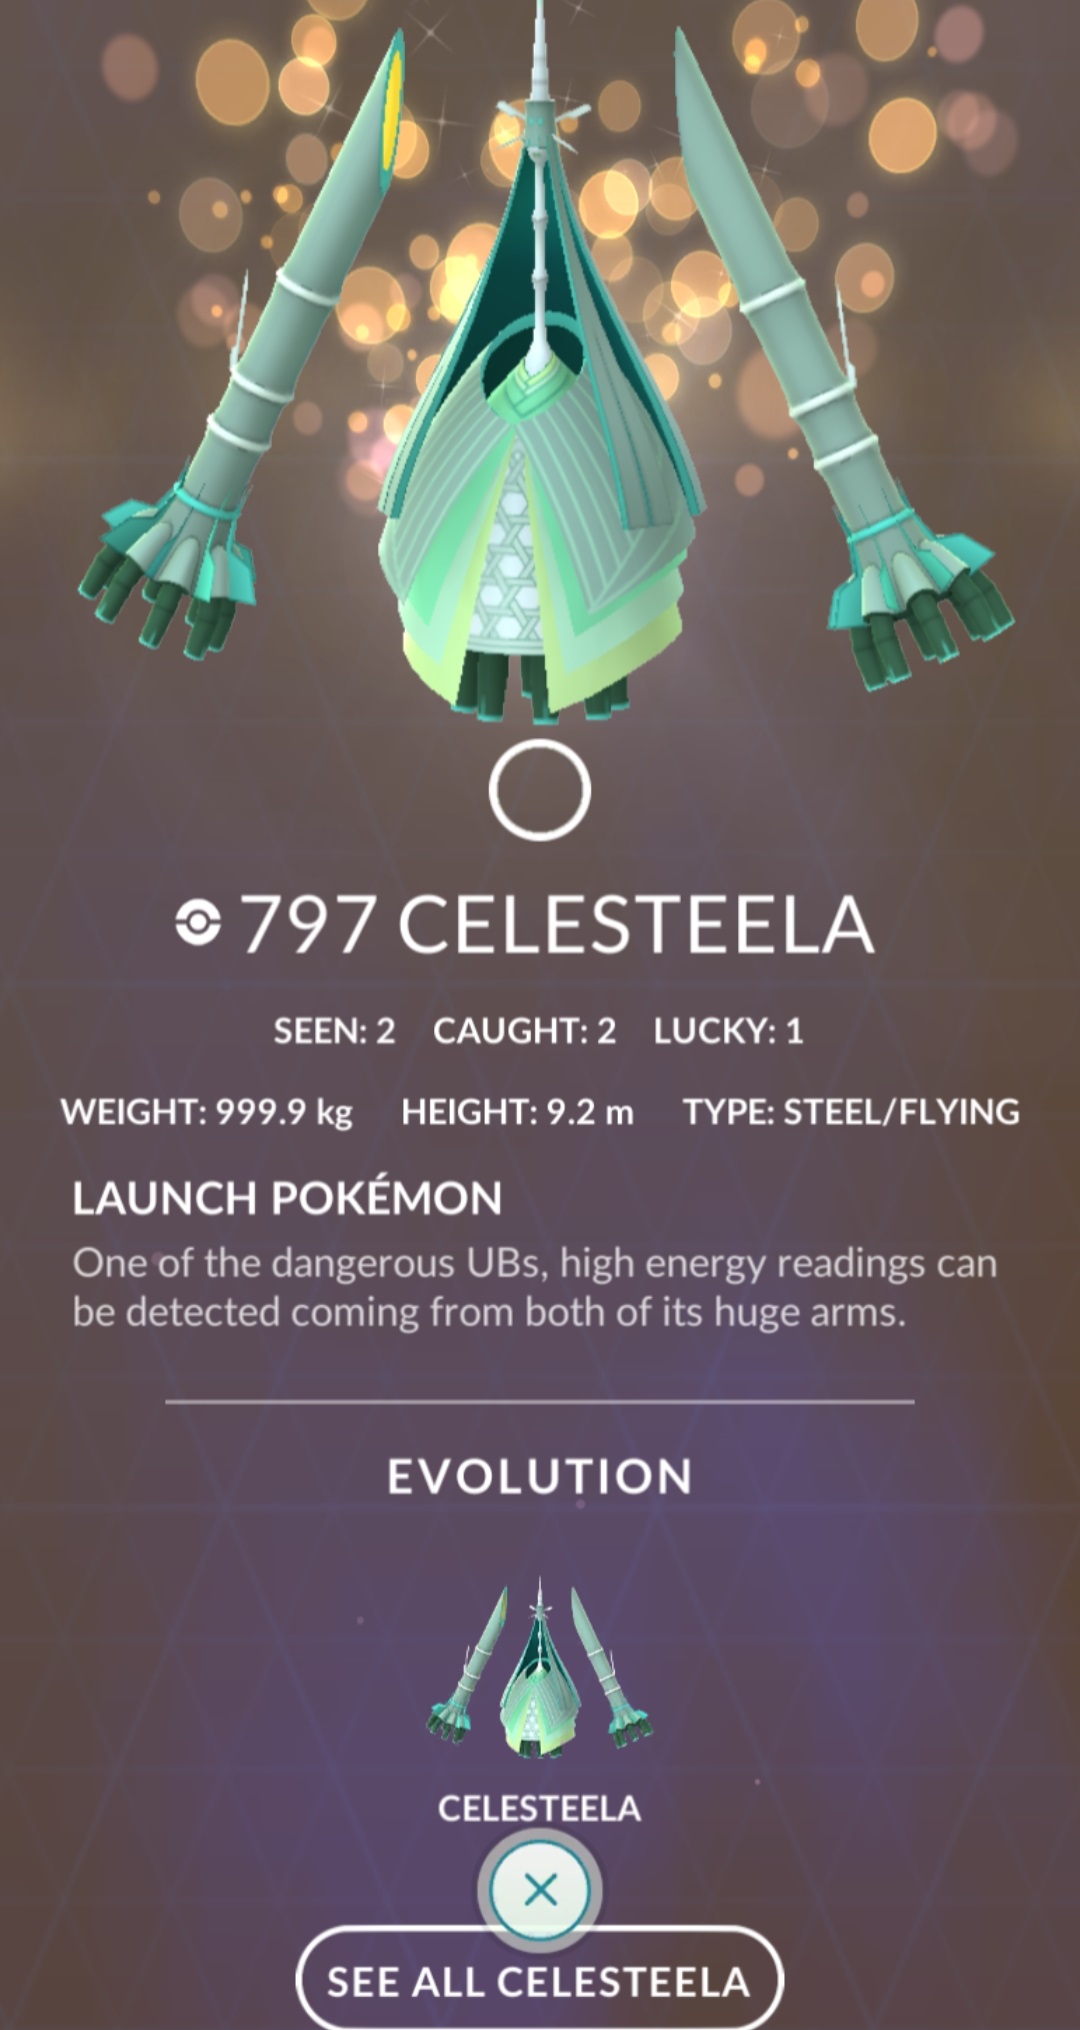 797 CELESTEELA
SEEN: 2 CAUGHT: 2 LUCKY: 1
WEIGHT: 999.9 kg HEIGHT: 9.2 m TYPE: STEEL/FLYING
LAUNCH POKÉMON
One of the dangerous UBs, high energy readings can
be detected coming from both of its huge arms.
EVOLUTION
CELESTEELA
SEE ALL CELESTEELA